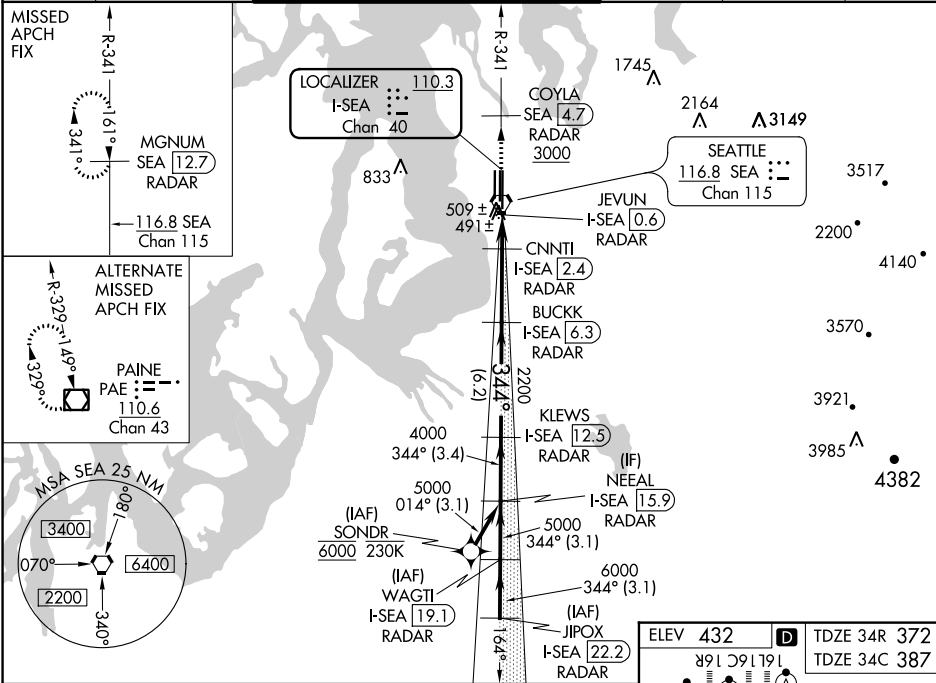 MISSED
APCH
FIX
R-341
161°
341°
MGNUM
SEA 12.7
RADAR
116.8 SEA
Chan 115
ALTERNATE
MISSED
APCH FIX
R-329
149°
329°
PAINE
PAE
110.6
Chan 43
MSA SEA 25 NM
180°
3400
070°
6400
2200
340°
LOCALIZER 110.3
I-SEA
Chan 40
R-341
COYLA
SEA 4.7
RADAR
3000
1745
2164
3149
SEATTLE
116.8 SEA
Chan 115
833
509 ±
491 ±
JEVUN
I-SEA 0.6
RADAR
3517
2200
4140
CNNTI
I-SEA 2.4
RADAR
BUCKK
I-SEA 6.3
RADAR
3570
344°
2200
(6.2)
3921
3985
4382
KLEWS
I-SEA 12.5
RADAR
4000
344° (3.4)
(IF)
NEEAL
I-SEA 15.9
RADAR
5000
014° (3.1)
(IAF)
SONDR
6000 230K
5000
344° (3.1)
(IAF)
WAGTI
I-SEA 19.1
RADAR
6000
344° (3.1)
(IAF)
JIPOX
I-SEA 22.2
RADAR
164°
ELEV 432 D
TDZE 34R 372
TDZE 34C 387
16R
16C
16L